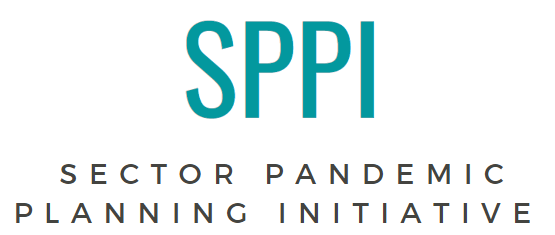 SPPI
SECTOR PANDEMIC
PLANNING INITIATIVE